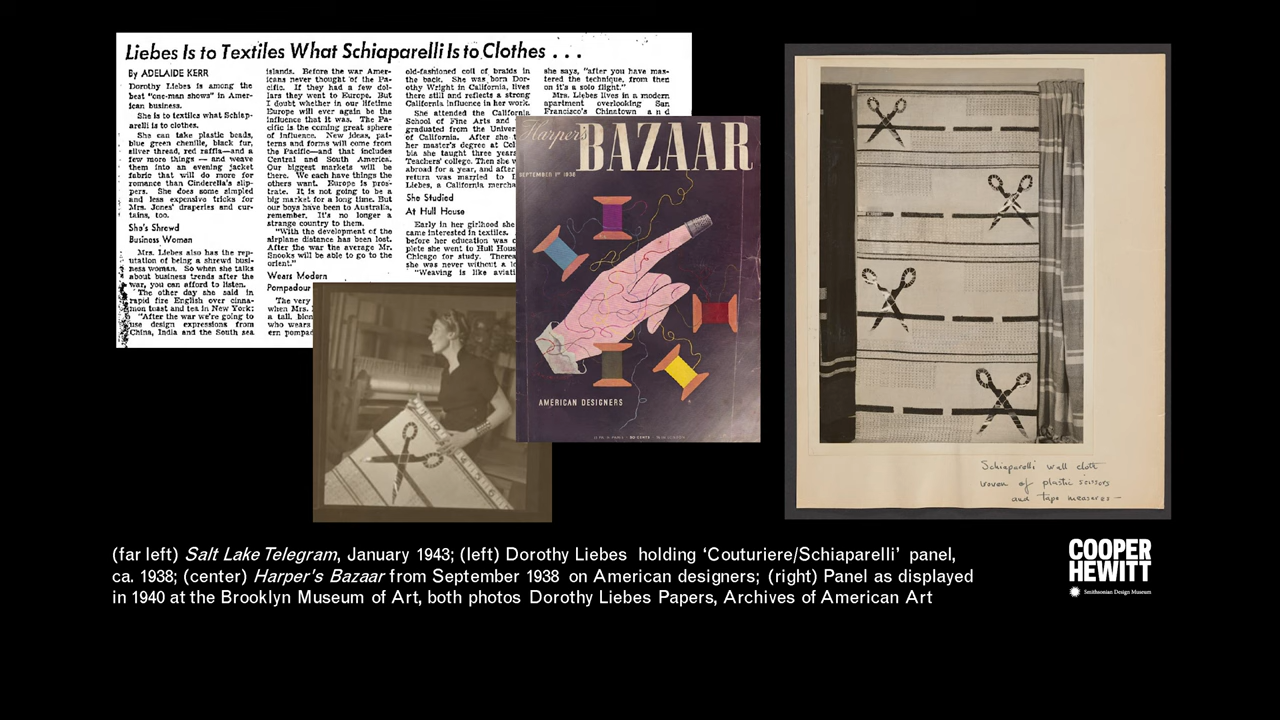 Liebes Is to Textiles What Schiaparelli Is to Clothes . . .
By ADELAIDE KERR
Dorothy Liebes is among the
best "one-man shows" in Amer-
ican business.
She is to textiles what Schiap-
arelli is to clothes.
She can take plastic beads,
blue green chenille, black fur,
silver thread, red raffia—and a
few more things — and weave
them into an evening jacket
fabric that will do more for
romance than Cinderella's slip-
pers. She does some simpled
and less expensive tricks for
Mrs. Jones' draperies and cur-
tains, too.
She's Shrewd
Business Woman
Mrs. Liebes also has the rep-
utation of being a shrewd busi-
ness woman. So when she talks
about business trends after the
war, you can afford to listen.
The other day she said in
rapid fire English over cinna-
mon toast and tea in New York:
"After the war we're going to
use design expressions from
China, India and the South sea
islands. Before the war Amer-
icans never thought of the Pa-
cific. If they had a few dol-
lars they went to Europe. But
I doubt whether in our lifetime
Europe will ever again be the
influence that it was. The Pa-
cific is the coming great sphere
of influence. New ideas, pat-
terns and forms will come from
the Pacific—and that includes
Central and South America.
Our biggest markets will be
there. We each have things the
others want. Europe is pros-
trate. It is not going to be a
big market for a long time. But
our boys have been to Australia,
remember. It's no longer a
strange country to them.
"With the development of the
airplane distance has been lost.
After the war the average Mr.
Snooks will be able to go to the
orient."
Wears Modern
Pompadour
The very
when Mrs.
a tall, blon
who wears
ern pompad
old-fashioned coil of braids in
the back. She was born Dor-
othy Wright in California, lives
there still and reflects a strong
California influence in her work.
She attended the California
School of Fine Arts and
graduated from the Univer
of California. After she
her master's degree at Col
bia she taught three years
Teachers' college. Then she w
abroad for a year, and after
return was married to
Liebes, a California mercha
She Studied
At Hull House
Early in her girlhood she
came interested in textiles.
before her education was c
plete she went to Hull Hous
Chicago for study. Theres
she was never without a lo
"Weaving is like aviati
she says, "after you have mas-
tered the technique, from then
on it's a solo flight."
Mrs. Liebes lives in a modern
apartment overlooking San
Francisco's Chinatown and
Harper's
BAZAAR
SEPTEMBER 1st 1938
AMERICAN DESIGNERS
Schiaparelli wall cloth
woven of plastic scissors
and tape measures —
(far left) Salt Lake Telegram, January 1943; (left) Dorothy Liebes holding ‘Couturiere/Schiaparelli’ panel,
ca. 1938; (center) Harper's Bazaar from September 1938 on American designers; (right) Panel as displayed
in 1940 at the Brooklyn Museum of Art, both photos Dorothy Liebes Papers, Archives of American Art
COOPER
HEWITT
Smithsonian Design Museum